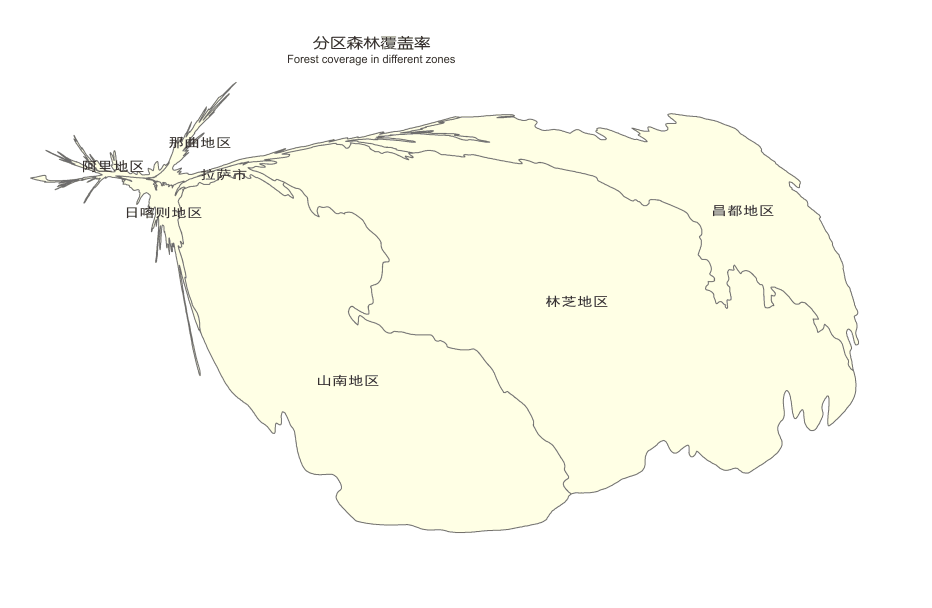 分区森林覆盖率
Forest coverage in different zones
那曲地区
阿里地区
拉萨市
日喀则地区
昌都地区
林芝地区
山南地区